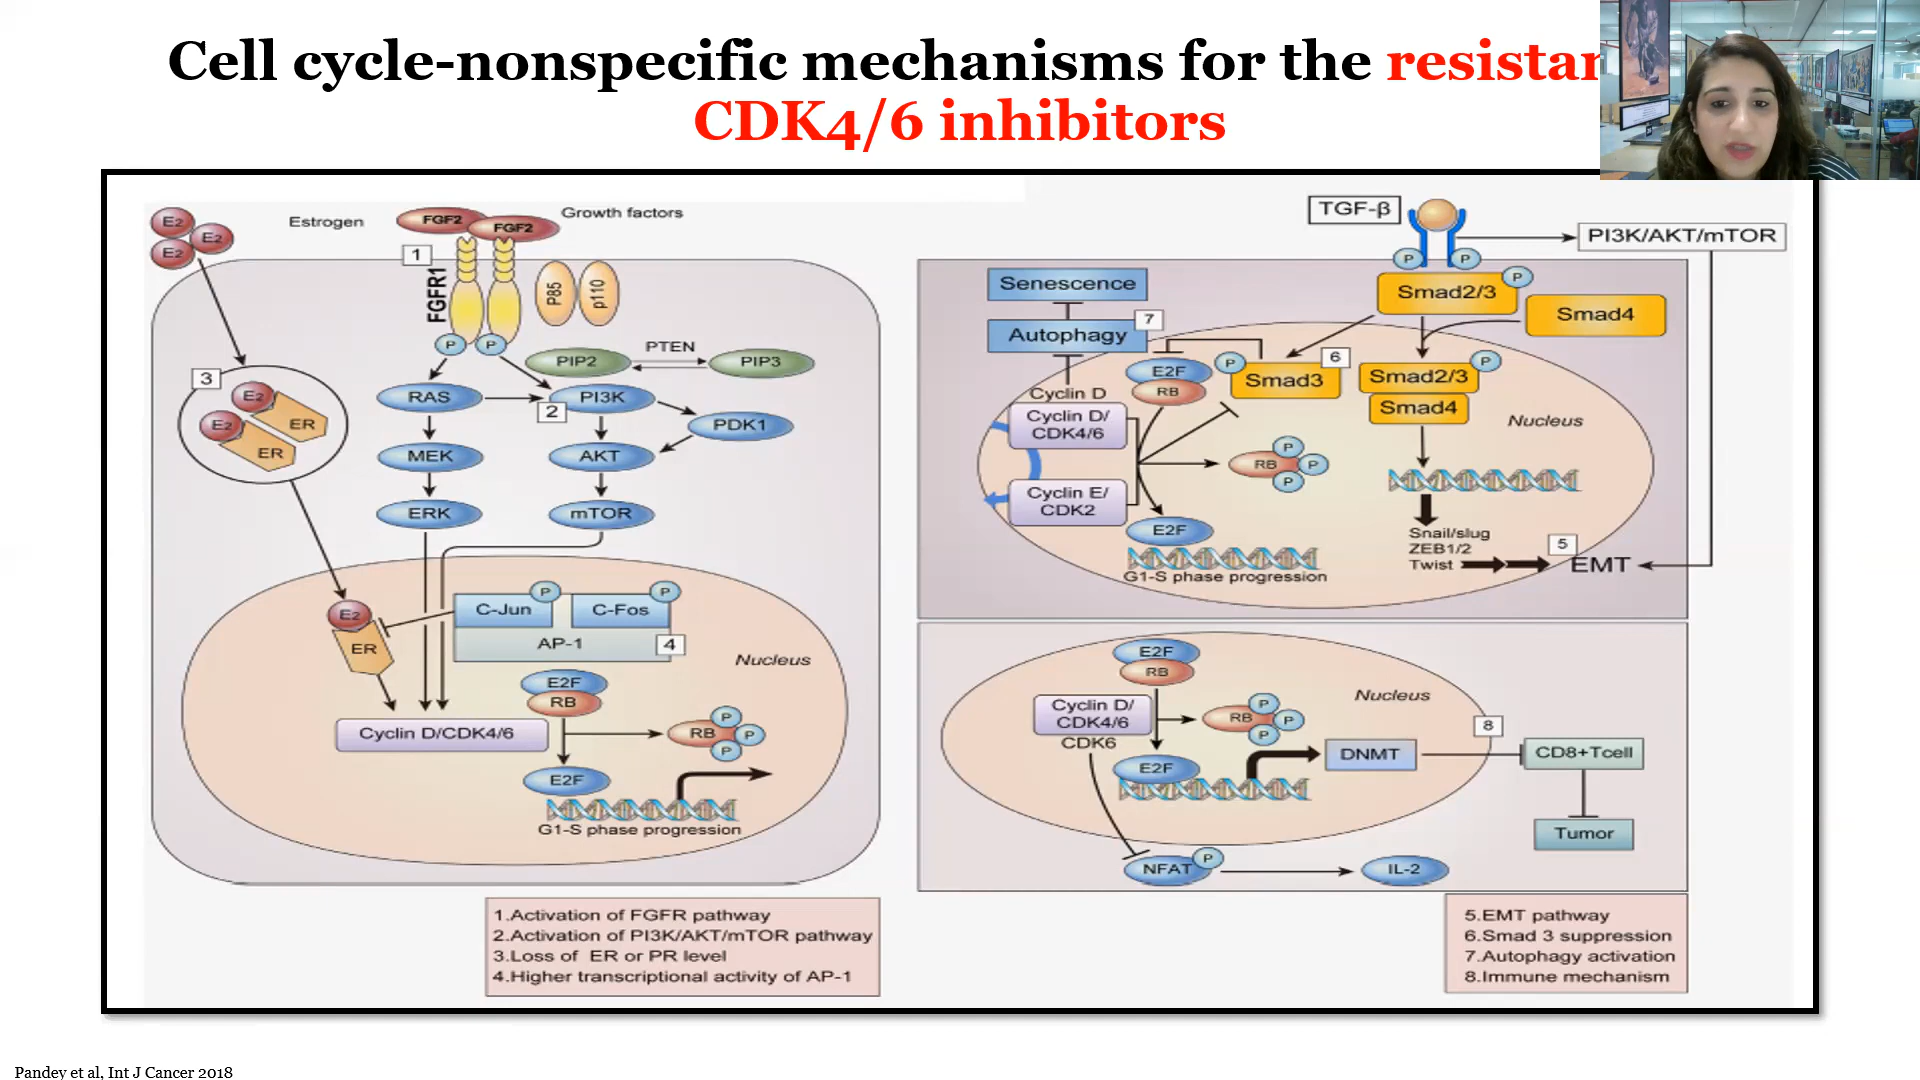 Cell cycle-nonspecific mechanisms for the
CDK4/6 inhibitors
E2
E2
E2
Estrogen
FGF2
FGF2
Growth factors
1
FGFR1
P85
p110
P
P
PIP2
PTEN
PIP3
3
E2
ER
E2
ER
RAS
2
PI3K
PDK1
MEK
AKT
ERK
mTOR
E2
ER
C-Jun
P
C-Fos
P
AP-1
4
Nucleus
E2F
RB
Cyclin D/CDK4/6
RB
P
P
P
E2F
G1-S phase progression
1.Activation of FGFR pathway
2.Activation of PI3K/AKT/mTOR pathway
3.Loss of ER or PR level
4.Higher transcriptional activity of AP-1
TGF-β
PI3K/AKT/mTOR
P
P
P
Smad2/3
Smad4
Senescence
Autophagy
7
E2F
RB
P
Smad3
6
Smad2/3
P
Smad4
Nucleus
Cyclin D
Cyclin D/
CDK4/6
Cyclin E/
CDK2
RB
P
P
P
E2F
G1-S phase progression
Snail/slug
ZEB1/2
Twist
5
EMT
E2F
RB
Nucleus
Cyclin D/
CDK4/6
CDK6
RB
P
P
P
8
E2F
DNMT
CD8+Tcell
Tumor
NFAT
P
IL-2
5.EMT pathway
6.Smad 3 suppression
7.Autophagy activation
8.Immune mechanism
Pandey et al, Int J Cancer 2018